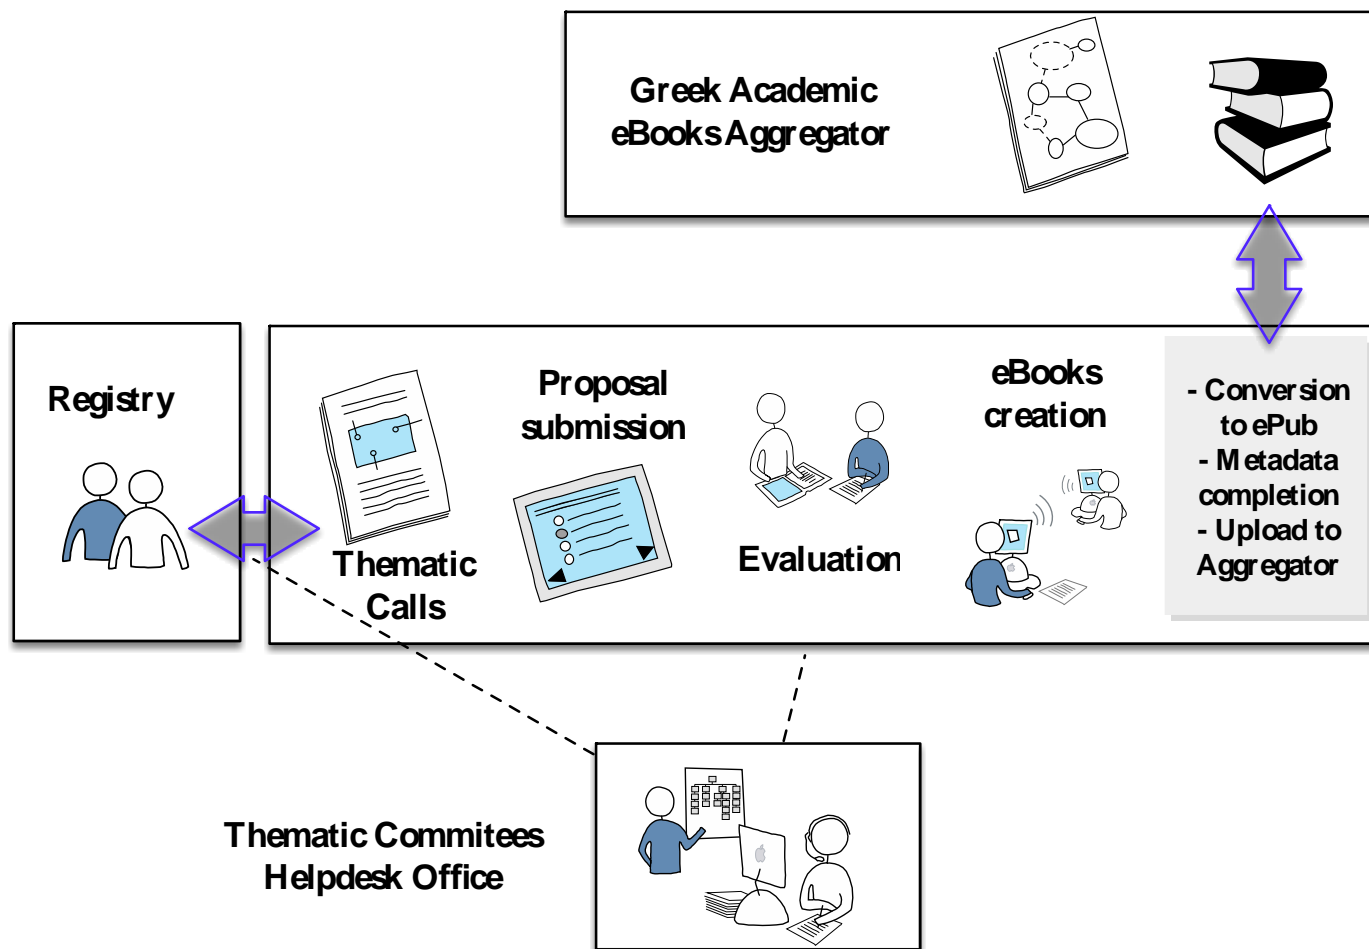 Greek Academic
eBooks Aggregator
Registry
Thematic
Calls
Proposal
submission
Evaluation
eBooks
creation
- Conversion
to ePub
- Metadata
completion
- Upload to
Aggregator
Thematic Commitees
Helpdesk Office